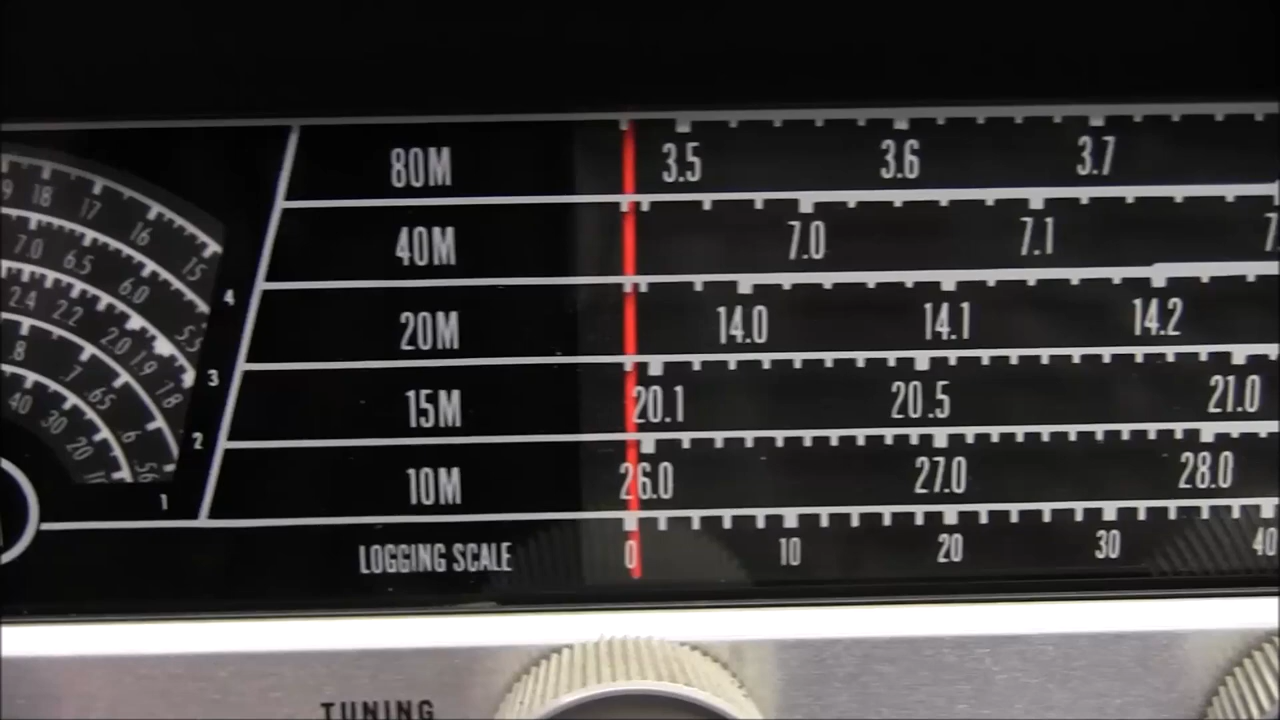 80M 3.5 3.6 3.7
40M 7.0 7.1
20M 14.0 14.1 14.2
15M 20.1 20.5 21.0
10M 26.0 27.0 28.0
LOGGING SCALE 0 10 20 30 40
18 17 16 15
7.0 6.5 6.0 5.5
2.4 2.2 2.0 1.9 1.8
.8 .7 .65 .6 .56
40 30 20
4
3
2
1
TUNING